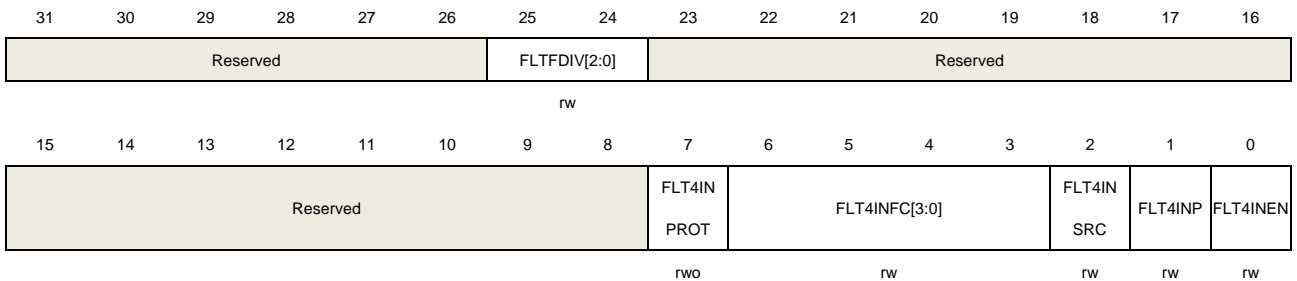 31 30 29 28 27 26 25 24 23 22 21 20 19 18 17 16
Reserved FLTFDIV[2:0] Reserved
rw
15 14 13 12 11 10 9 8 7 6 5 4 3 2 1 0
Reserved FLT4IN PROT FLT4INFC[3:0] FLT4IN SRC FLT4INP FLT4INEN
rwo rw rw rw rw